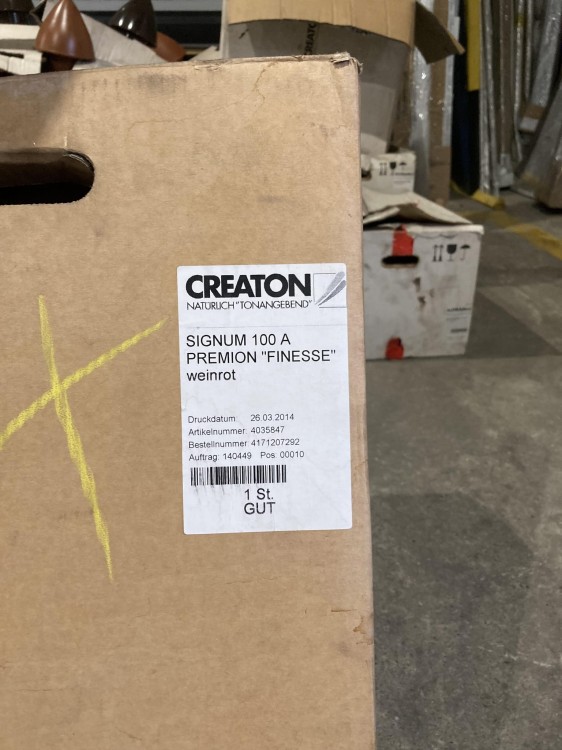 CREATON
CREATON
NATÜRLICH "TONANGEBEND"
SIGNUM 100 A
PREMION "FINESSE"
weinrot
Druckdatum: 26.03.2014
Artikelnummer: 4035847
Bestellnummer 4171207292
Auftrag: 140449 Pos: 00010
1 St.
GUT